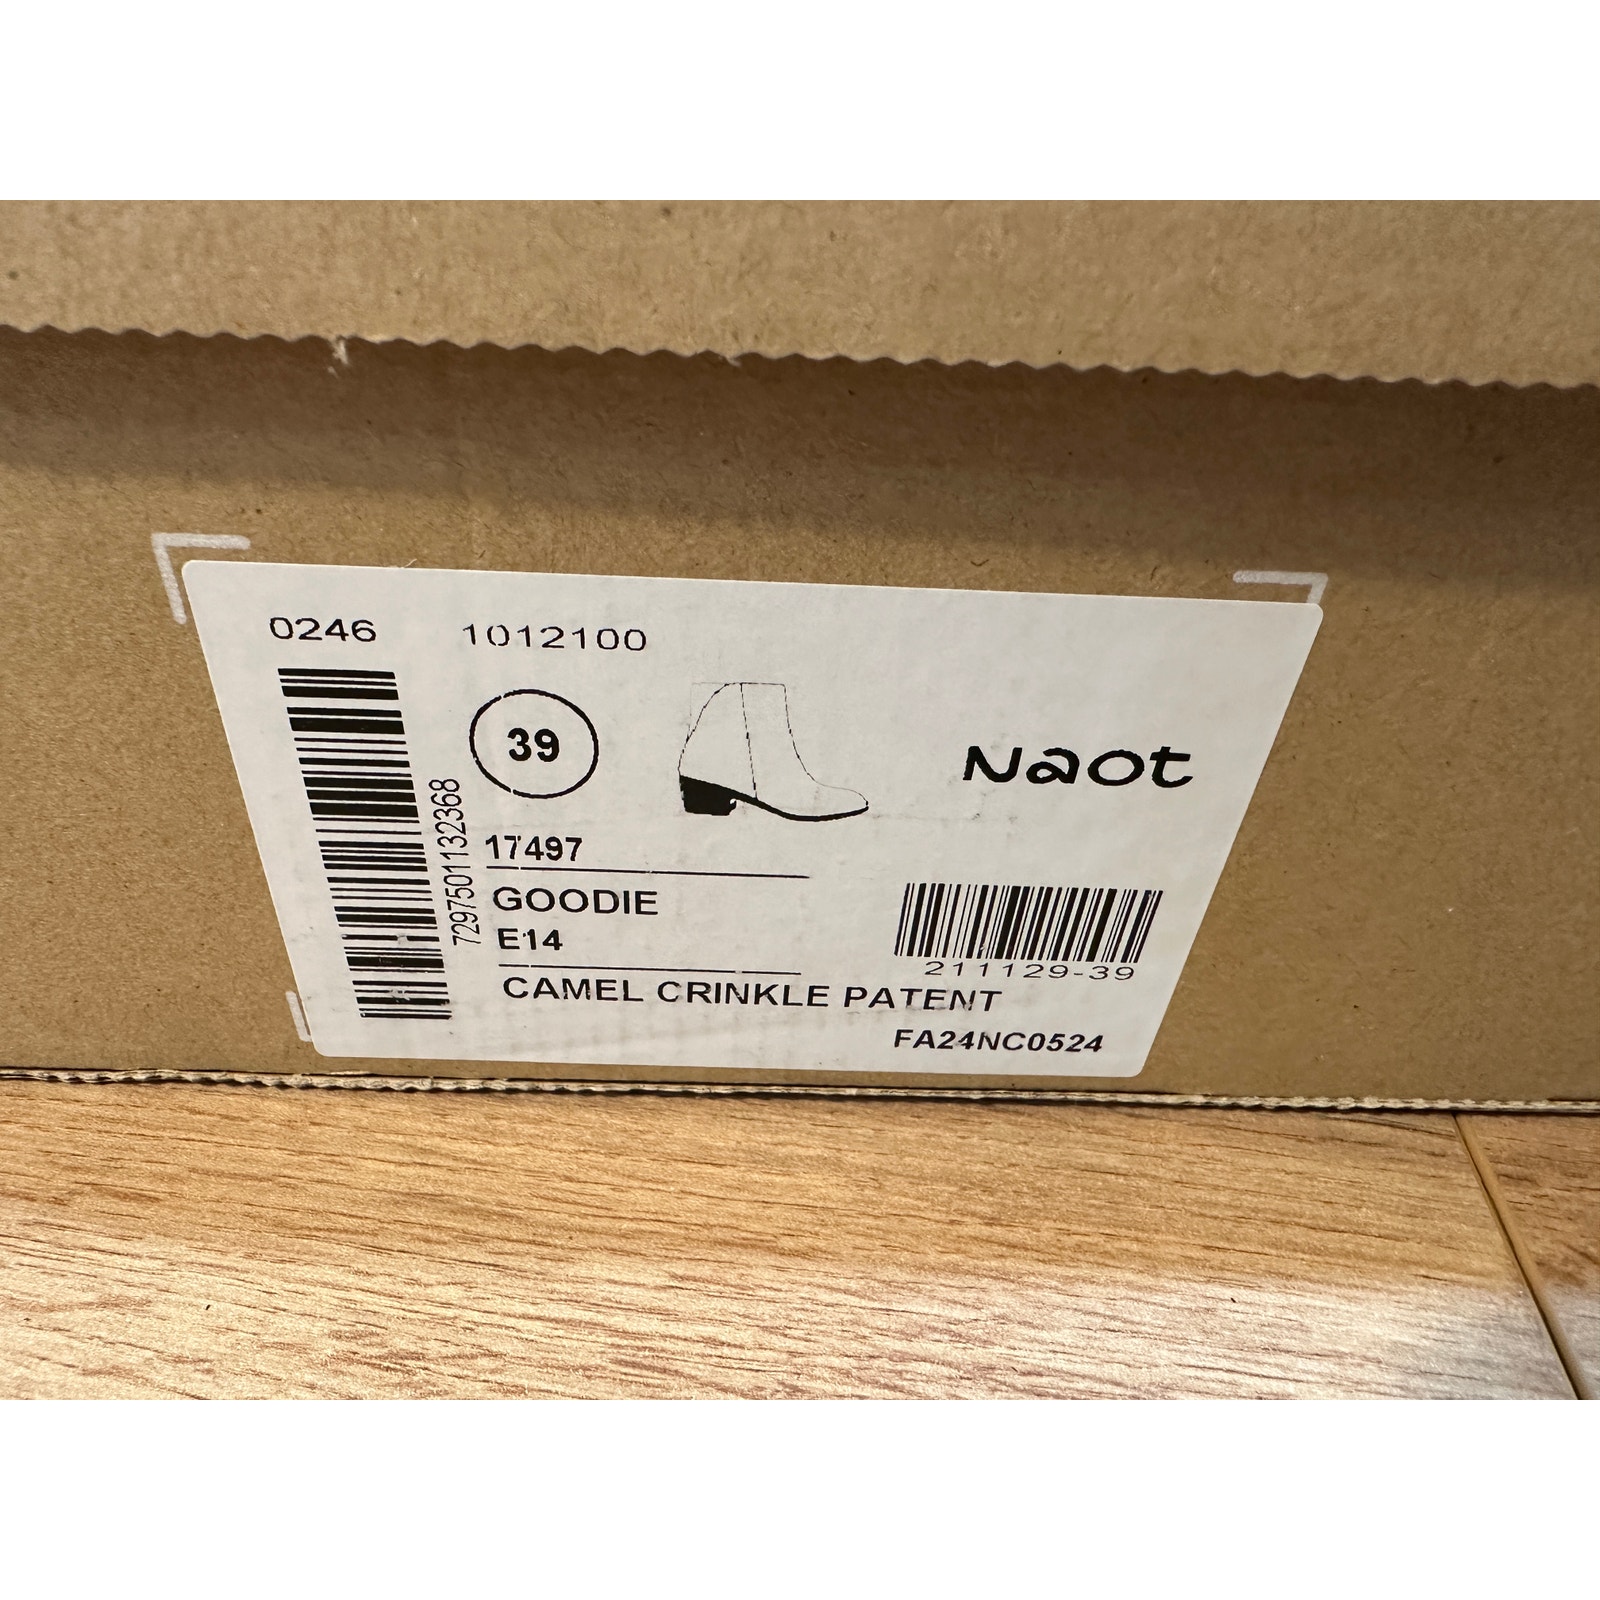 0246
1012100
39
Naot
7297501132368
17497
GOODIE
E14
CAMEL CRINKLE PATENT
211129-39
FA24NC0524